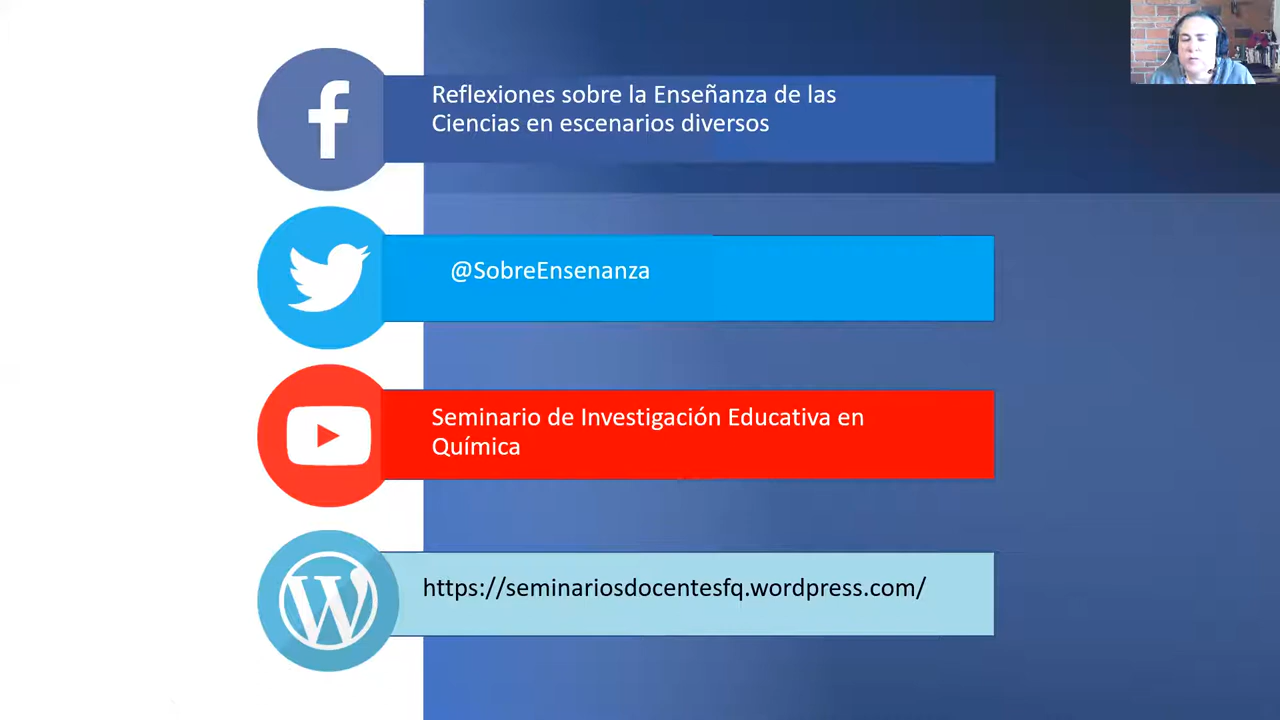 Reflexiones sobre la Enseñanza de las
Ciencias en escenarios diversos
@SobreEnsenanza
Seminario de Investigación Educativa en
Química
https://seminariosdocentesfq.wordpress.com/